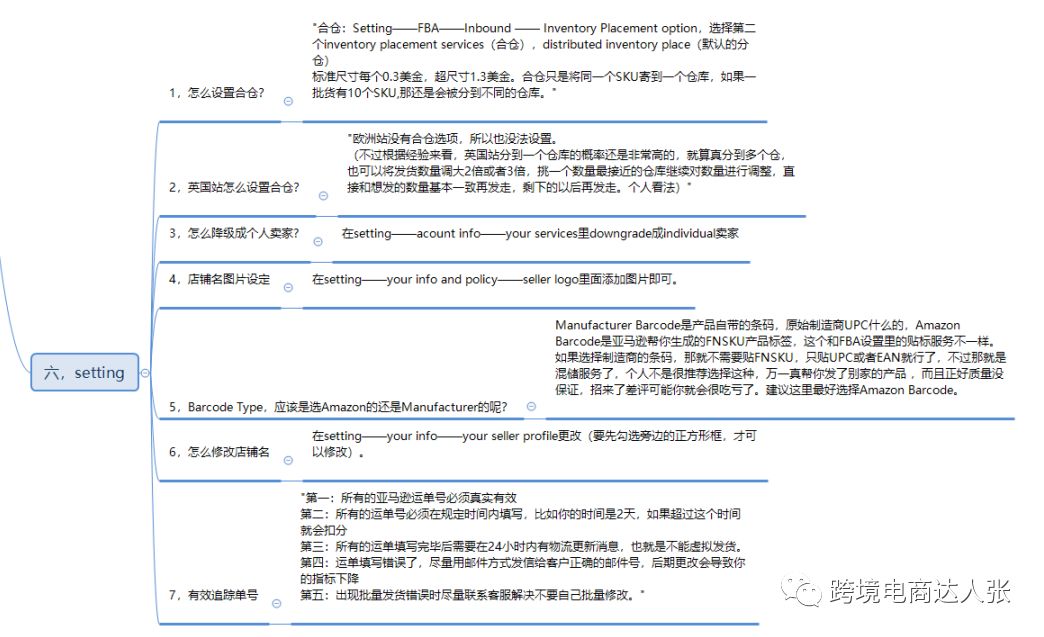 "合仓：Setting——FBA——Inbound —— Inventory Placement option，选择第二
个inventory placement services（合仓），distributed inventory place（默认的分
仓）
标准尺寸每个0.3美金，超尺寸1.3美金。合仓只是将同一个SKU寄到一个仓库，如果一
批货有10个SKU,那还是会被分到不同的仓库。"
1，怎么设置合仓？
"欧洲站没有合仓选项，所以也没法设置。
（不过根据经验来看，英国站分到一个仓库的概率还是非常高的，就算真分到多个仓，
也可以将发货数量调大2倍或者3倍，挑一个数量最接近的仓库继续对数量进行调整，直
接和想发的数量基本一致再发走，剩下的以后再发走。个人看法）"
2，英国站怎么设置合仓？
3，怎么降级成个人卖家？
在setting——acount info——your services里downgrade成individual卖家
4，店铺名图片设定
在setting——your info and policy——seller logo里面添加图片即可。
六，setting
Manufacturer Barcode是产品自带的条码，原始制造商UPC什么的，Amazon
Barcode是亚马逊帮你生成的FNSKU产品标签，这个和FBA设置里的贴标服务不一样。
如果选择制造商的条码，那就不需要贴FNSKU，只贴UPC或者EAN就行了，不过那就是
混储服务了，个人不是很推荐选择这种，万一真帮你发了别家的产品，而且正好质量没
保证，招来了差评可能你就会很吃亏了。建议这里最好选择Amazon Barcode。
5，Barcode Type，应该是选Amazon的还是Manufacturer的呢？
6，怎么修改店铺名
在setting——your info——your seller profile更改（要先勾选旁边的正方形框，才可
以修改）。
"第一：所有的亚马逊运单号必须真实有效
第二：所有的运单号必须在规定时间内填写，比如你的时间是2天，如果超过这个时间
就会扣分
第三：所有的运单填写完毕后需要在24小时内有物流更新消息，也就是不能虚拟发货。
第四：运单填写错误了，尽量用邮件方式发信给客户正确的邮件号，后期更改会导致你
的指标下降
第五：出现批量发货错误时尽量联系客服解决不要自己批量修改。"
7，有效追踪单号
跨境电商达人张